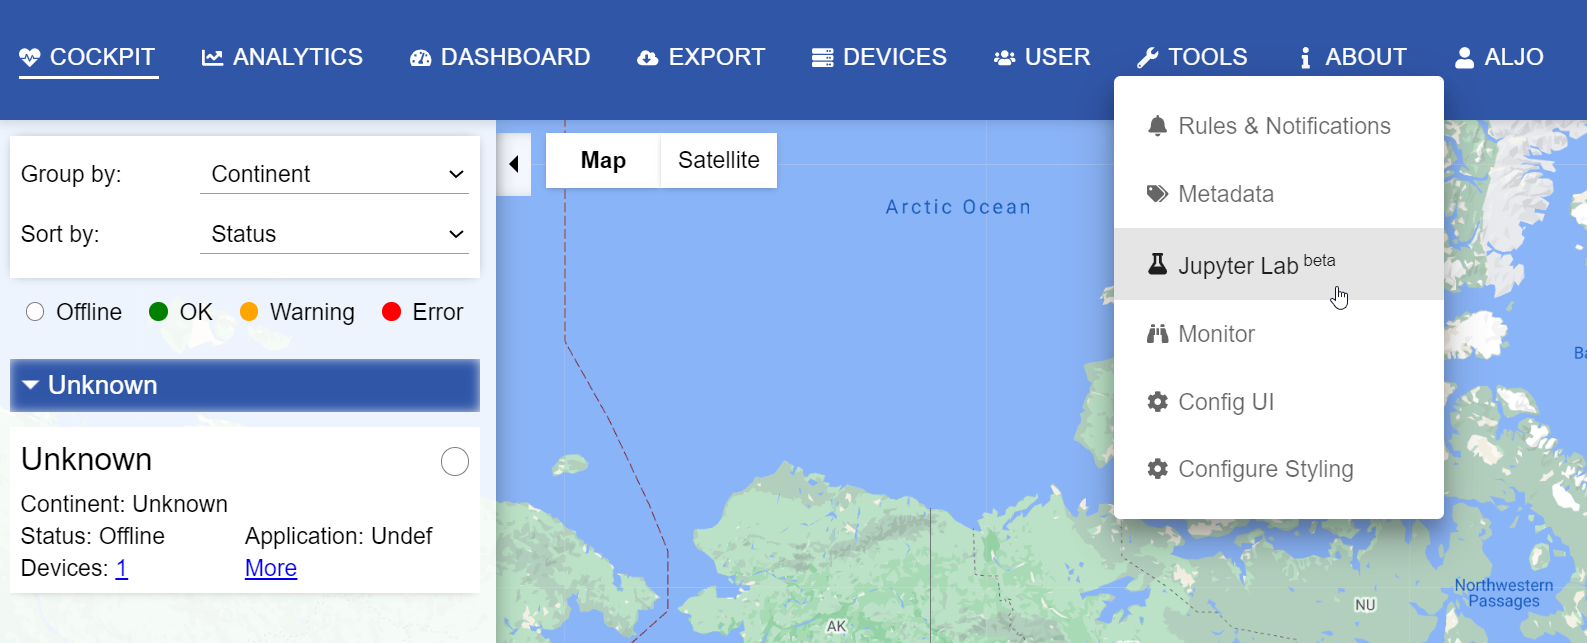 COCKPIT ANALYTICS DASHBOARD EXPORT DEVICES USER TOOLS ABOUT ALJO
Group by: Continent
Sort by: Status
Offline OK Warning Error
Unknown
Unknown
Continent: Unknown
Status: Offline Application: Undef
Devices: 1 More
Map Satellite
Arctic Ocean
Rules & Notifications
Metadata
Jupyter Lab beta
Monitor
Config UI
Configure Styling
Northwestern
Passages
NU
AK